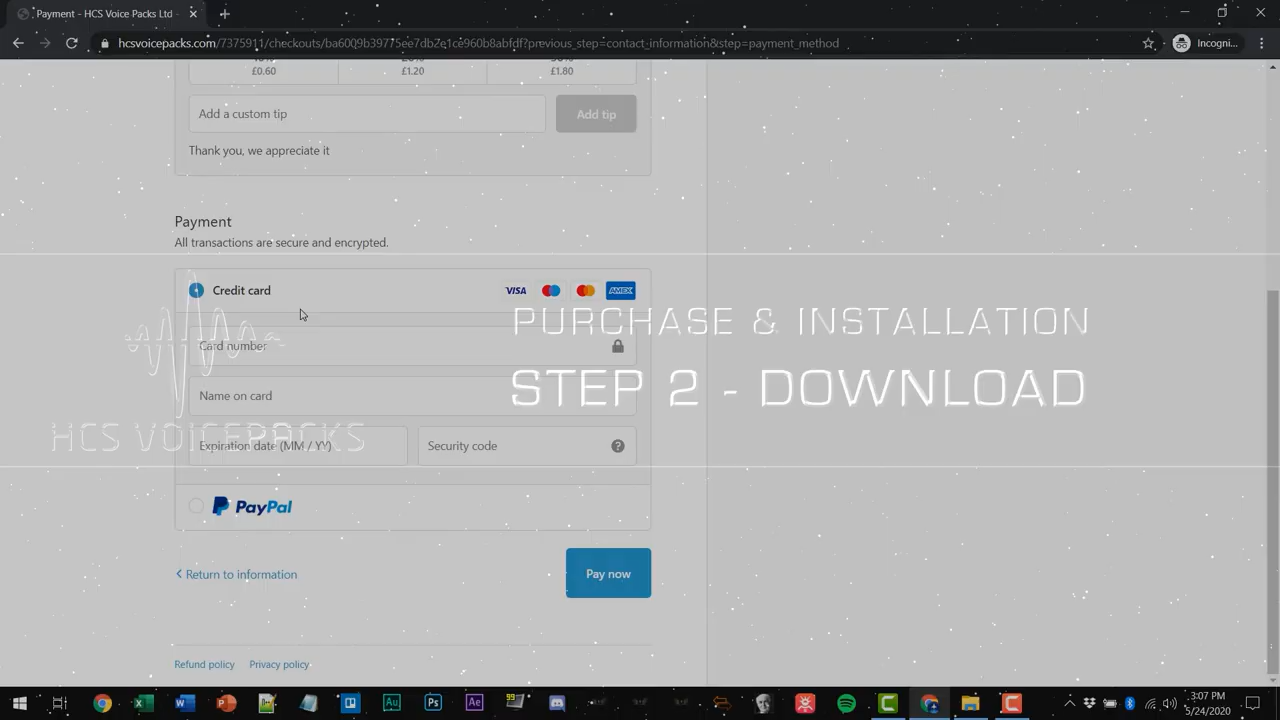 Payment - HCS Voice Packs Ltd -
hcsvoicepacks.com/7375911/checkouts/ba6009b39775ee7db2e1ce960b8abfdf?previous_step=contact_information&step=payment_method
Incogni...
£0.60 £1.20 £1.80
Add a custom tip
Add tip
Thank you, we appreciate it
Payment
All transactions are secure and encrypted.
Credit card
VISA
AMEX
PURCHASE & INSTALLATION
Card number
STEP 2 - DOWNLOAD
Name on card
HCS VOICEPACKS
Expiration date (MM / YY)
Security code
PayPal
Return to information
Pay now
Refund policy Privacy policy
3:07 PM
5/24/2020